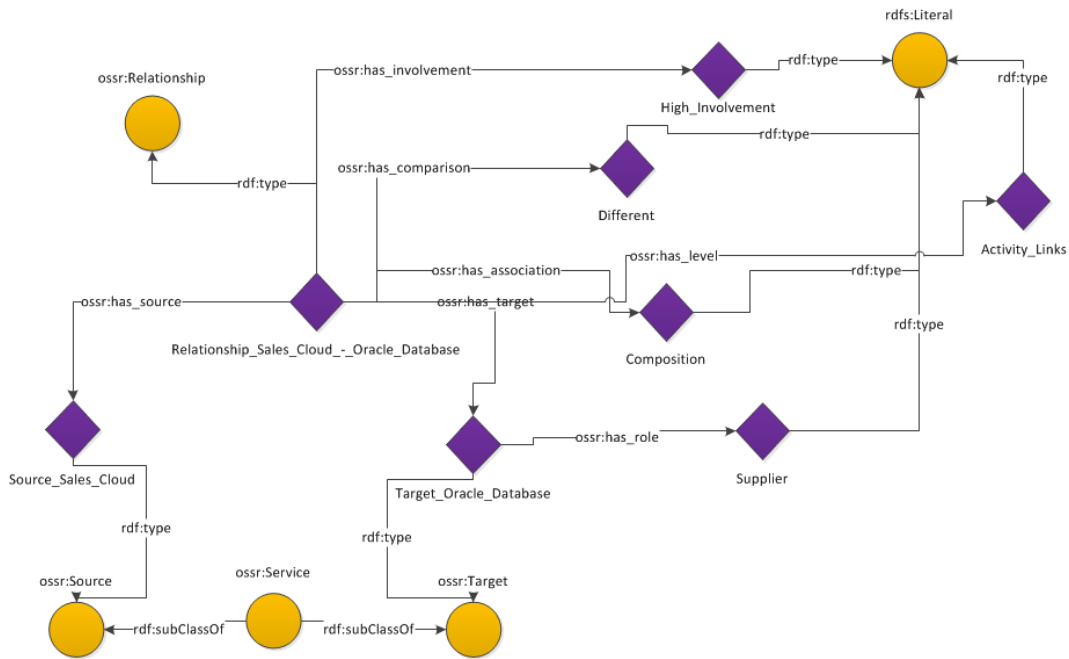 rdfs:Literal
ossr:has_involvement
rdf:type
ossr:Relationship
rdf:type
High_Involvement
rdf:type
ossr:has_comparison
rdf:type
Different
Activity_Links
ossr:has_level
ossr:has_association
rdf:type
ossr:has_source
ossr:has_target
rdf:type
Relationship_Sales_Cloud_-_Oracle_Database
Composition
ossr:has_role
Source_Sales_Cloud
Supplier
Target_Oracle_Database
rdf:type
rdf:type
ossr:Service
ossr:Source
ossr:Target
rdf:subClassOf
rdf:subClassOf